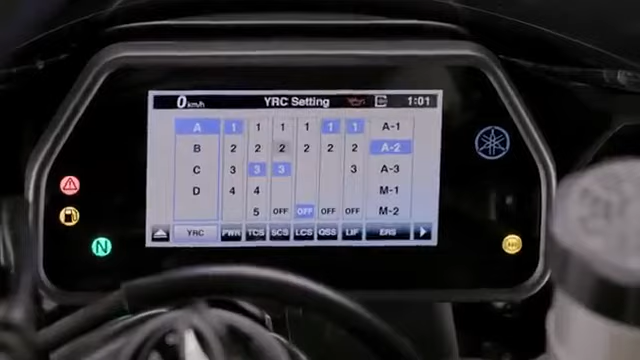 0 km/h YRC Setting 1:01
A 1 1 1 1 1 1 A-1
B 2 2 2 2 2 2 A-2
C 3 3 3 3 A-3
D 4 4 M-1
5 OFF OFF OFF OFF M-2
YRC PWR TCS SCS LCS QSS LIF ERS
N